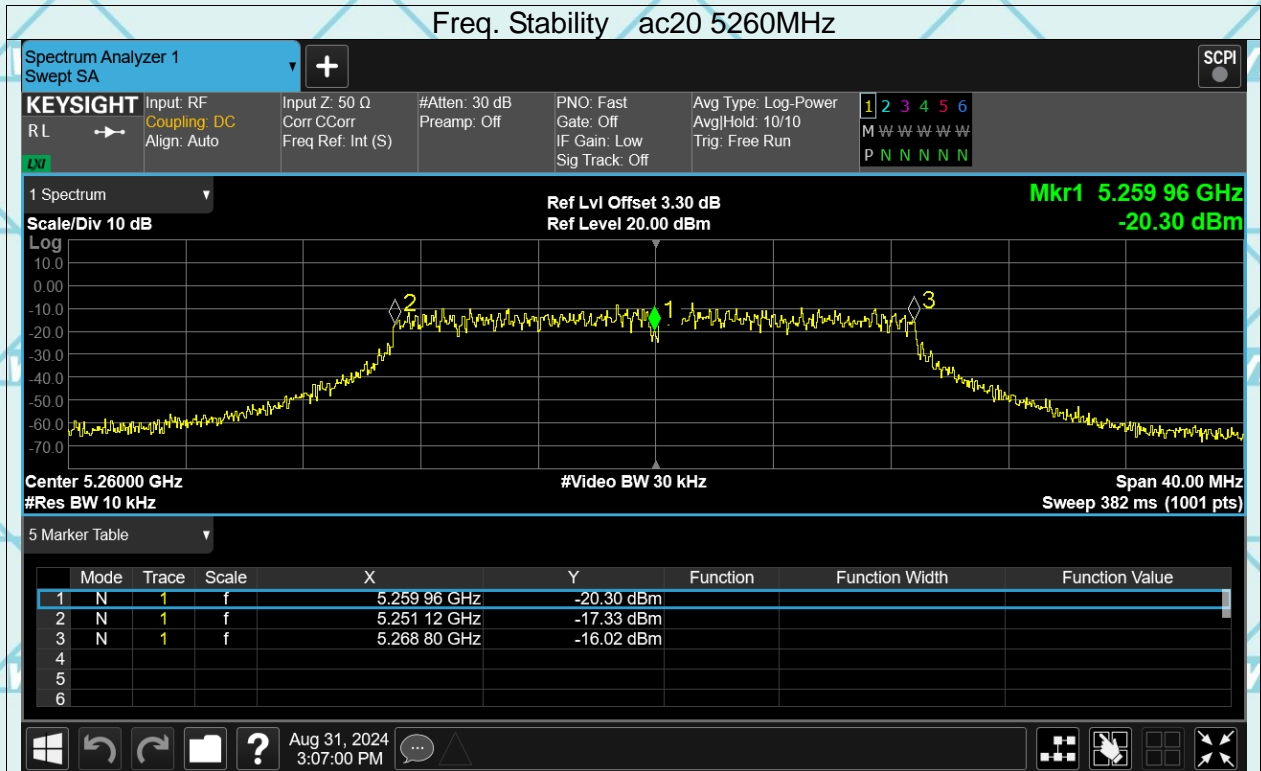 Freq. Stability ac20 5260MHz
Spectrum Analyzer 1
Swept SA
+
SCPI
KEYSIGHT
R L
LXI
Input: RF
Coupling: DC
Align: Auto
Input Z: 50 Ω
Corr CCorr
Freq Ref: Int (S)
#Atten: 30 dB
Preamp: Off
PNO: Fast
Gate: Off
IF Gain: Low
Sig Track: Off
Avg Type: Log-Power
Avg|Hold: 10/10
Trig: Free Run
1 2 3 4 5 6
M W W W W W
P N N N N N
1 Spectrum
Scale/Div 10 dB
Ref Lvl Offset 3.30 dB
Ref Level 20.00 dBm
Mkr1 5.259 96 GHz
-20.30 dBm
Log
10.0
0.00
-10.0
-20.0
-30.0
-40.0
-50.0
-60.0
-70.0
2
1
3
Center 5.26000 GHz
#Video BW 30 kHz
Span 40.00 MHz
#Res BW 10 kHz
Sweep 382 ms (1001 pts)
5 Marker Table
Mode Trace Scale X Y Function Function Width Function Value
1 N 1 f 5.259 96 GHz -20.30 dBm
2 N 1 f 5.251 12 GHz -17.33 dBm
3 N 1 f 5.268 80 GHz -16.02 dBm
4
5
6
?
Aug 31, 2024
3:07:00 PM